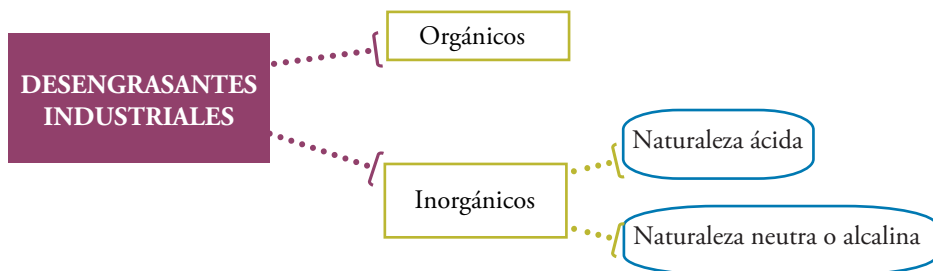 DESENGRASANTES
INDUSTRIALES
Orgánicos
Inorgánicos
Naturaleza ácida
Naturaleza neutra o alcalina